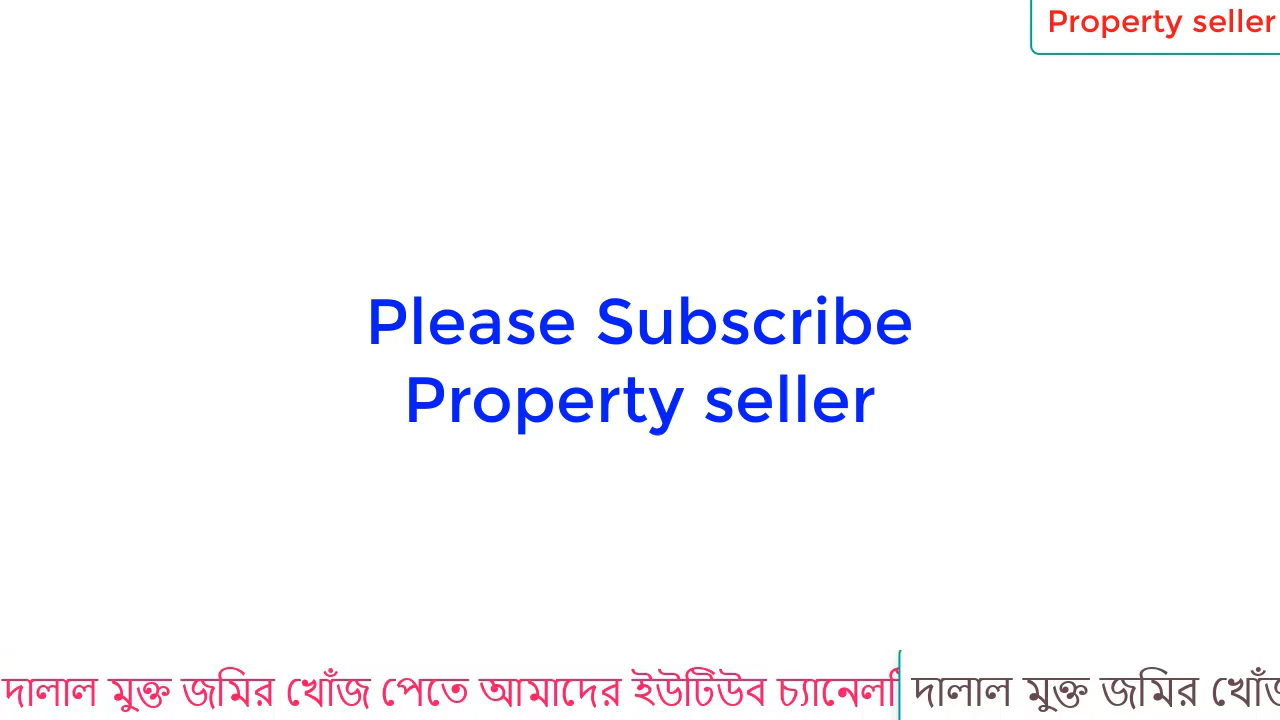 Property seller
Please Subscribe
Property seller
দালাল মুক্ত জমির খোঁজ পেতে আমাদের ইউটিউব
দালাল মুক্ত জমির